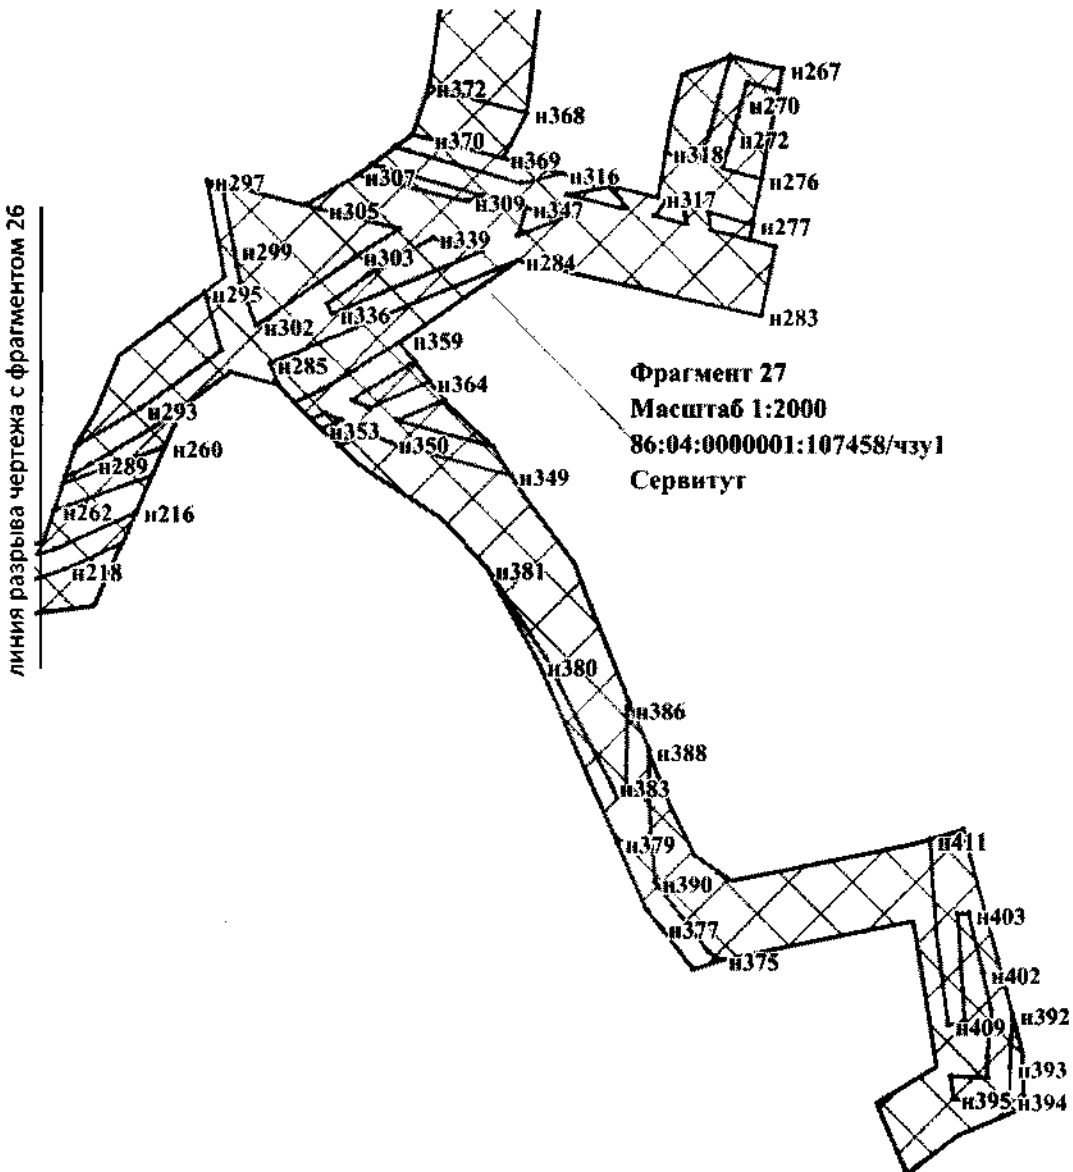 н267
н372
н270
н368
н370
н272
н318
н369
н307
н316
н276
н297
н309
н317
н305
н347
н277
линия разрыва чертежа с фрагментом 26
н339
н299
н303
н284
н295
н336
н283
н302
н359
н285
Фрагмент 27
н364
Масштаб 1:2000
н293
н353
н350
86:04:0000001:107458/чзу1
н260
н289
н349
Сервитут
н262
н216
н218
н381
н380
н386
н388
н383
н379
н411
н390
н403
н377
н375
н402
н392
н409
н393
н395
н394